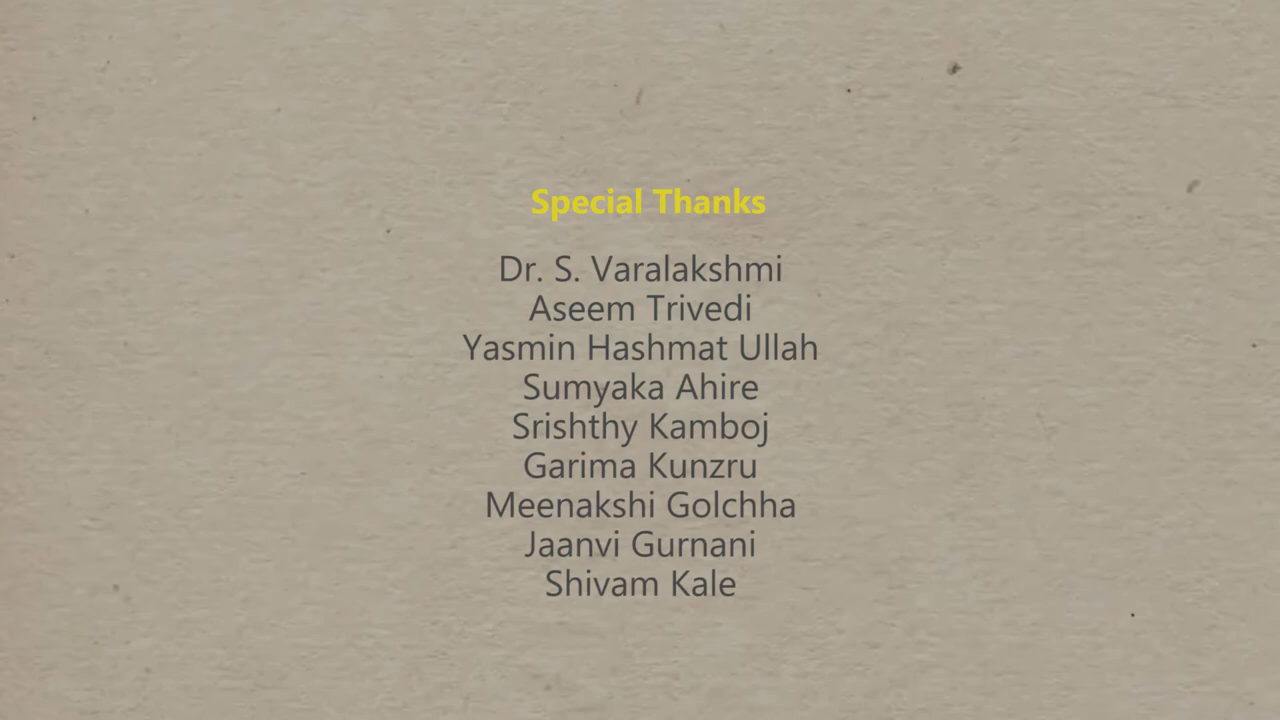 Special Thanks
Dr. S. Varalakshmi
Aseem Trivedi
Yasmin Hashmat Ullah
Sumyaka Ahire
Srishthy Kamboj
Garima Kunzru
Meenakshi Golchha
Jaanvi Gurnani
Shivam Kale